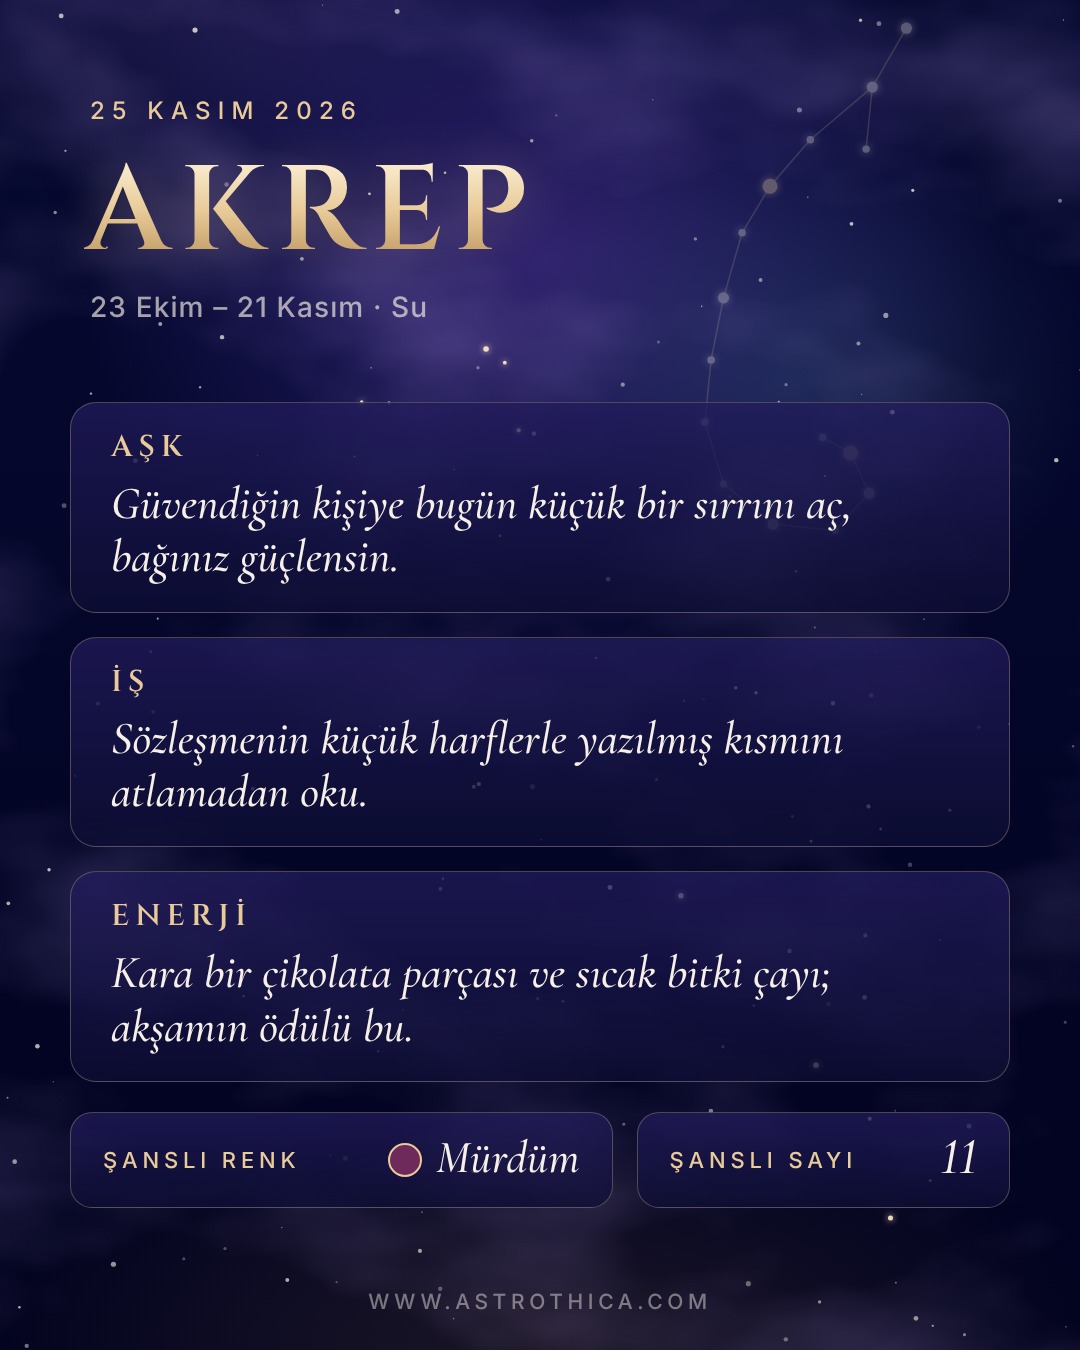 25 KASIM 2026
AKREP
23 Ekim – 21 Kasım · Su
AŞK
Güvendiğin kişiye bugün küçük bir sırrını aç,
bağınız güçlensin.
İŞ
Sözleşmenin küçük harflerle yazılmış kısmını
atlamadan oku.
ENERJİ
Kara bir çikolata parçası ve sıcak bitki çayı;
akşamın ödülü bu.
ŞANSLI RENK Mürdüm
ŞANSLI SAYI 11
WWW.ASTROTHICA.COM